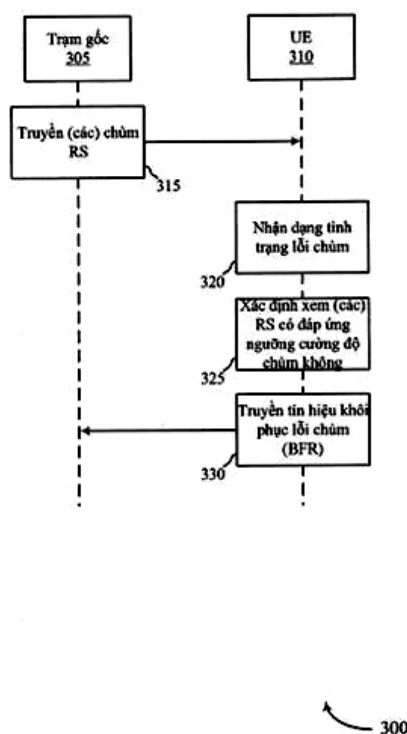 Trạm gốc
305
UE
310
Truyền (các) chùm
RS
315
Nhận dạng tình
trạng lỗi chùm
320
Xác định xem (các)
RS có đáp ứng
ngưỡng cường độ
chùm không
325
Truyền tín hiệu khôi
phục lỗi chùm
(BFR)
330
300